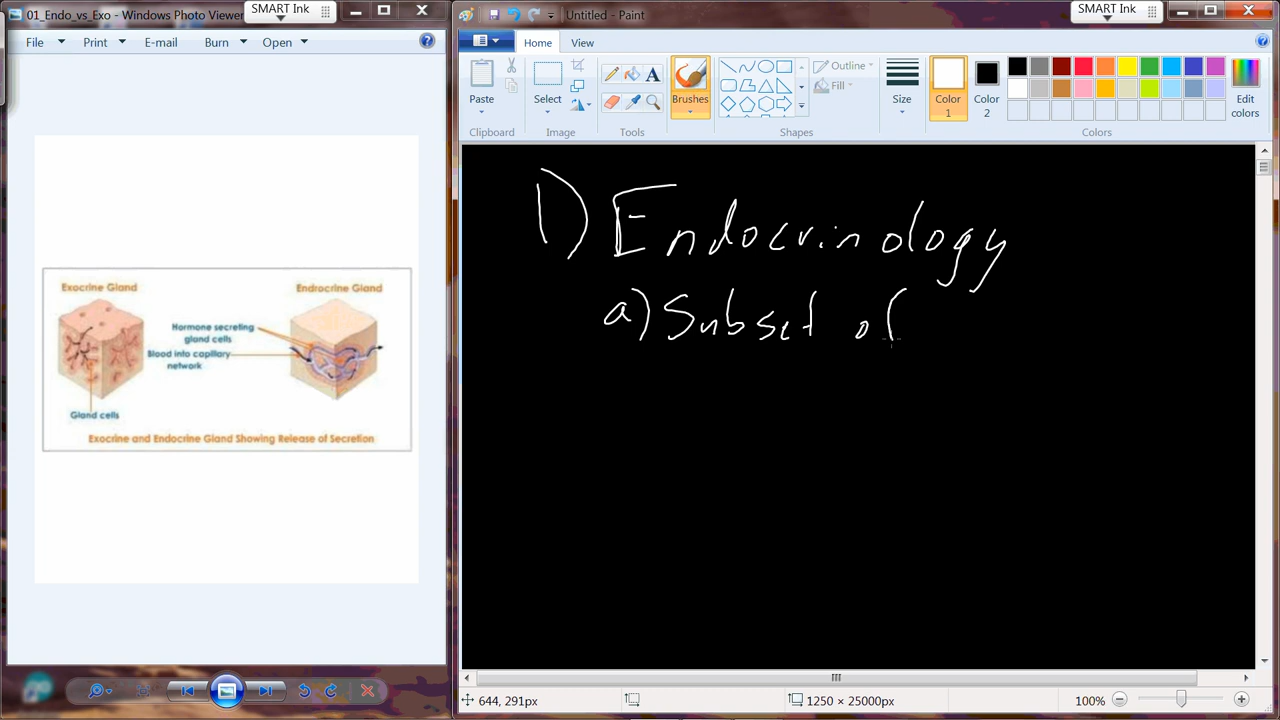 01_Endo_vs_Exo - Windows Photo Viewer
SMART Ink
File Print E-mail Burn Open
Exocrine Gland
Endrocrine Gland
Hormone secreting
gland cells
Blood into capillary
network
Gland cells
Exocrine and Endocrine Gland Showing Release of Secretion
Untitled - Paint
SMART Ink
Home View
Paste
Select
Brushes
Outline
Fill
Size
Color
1
Color
2
Edit
colors
Clipboard Image Tools Shapes Colors
1) Endocrinology
a) Subset of
644, 291px
1250 × 25000px
100%